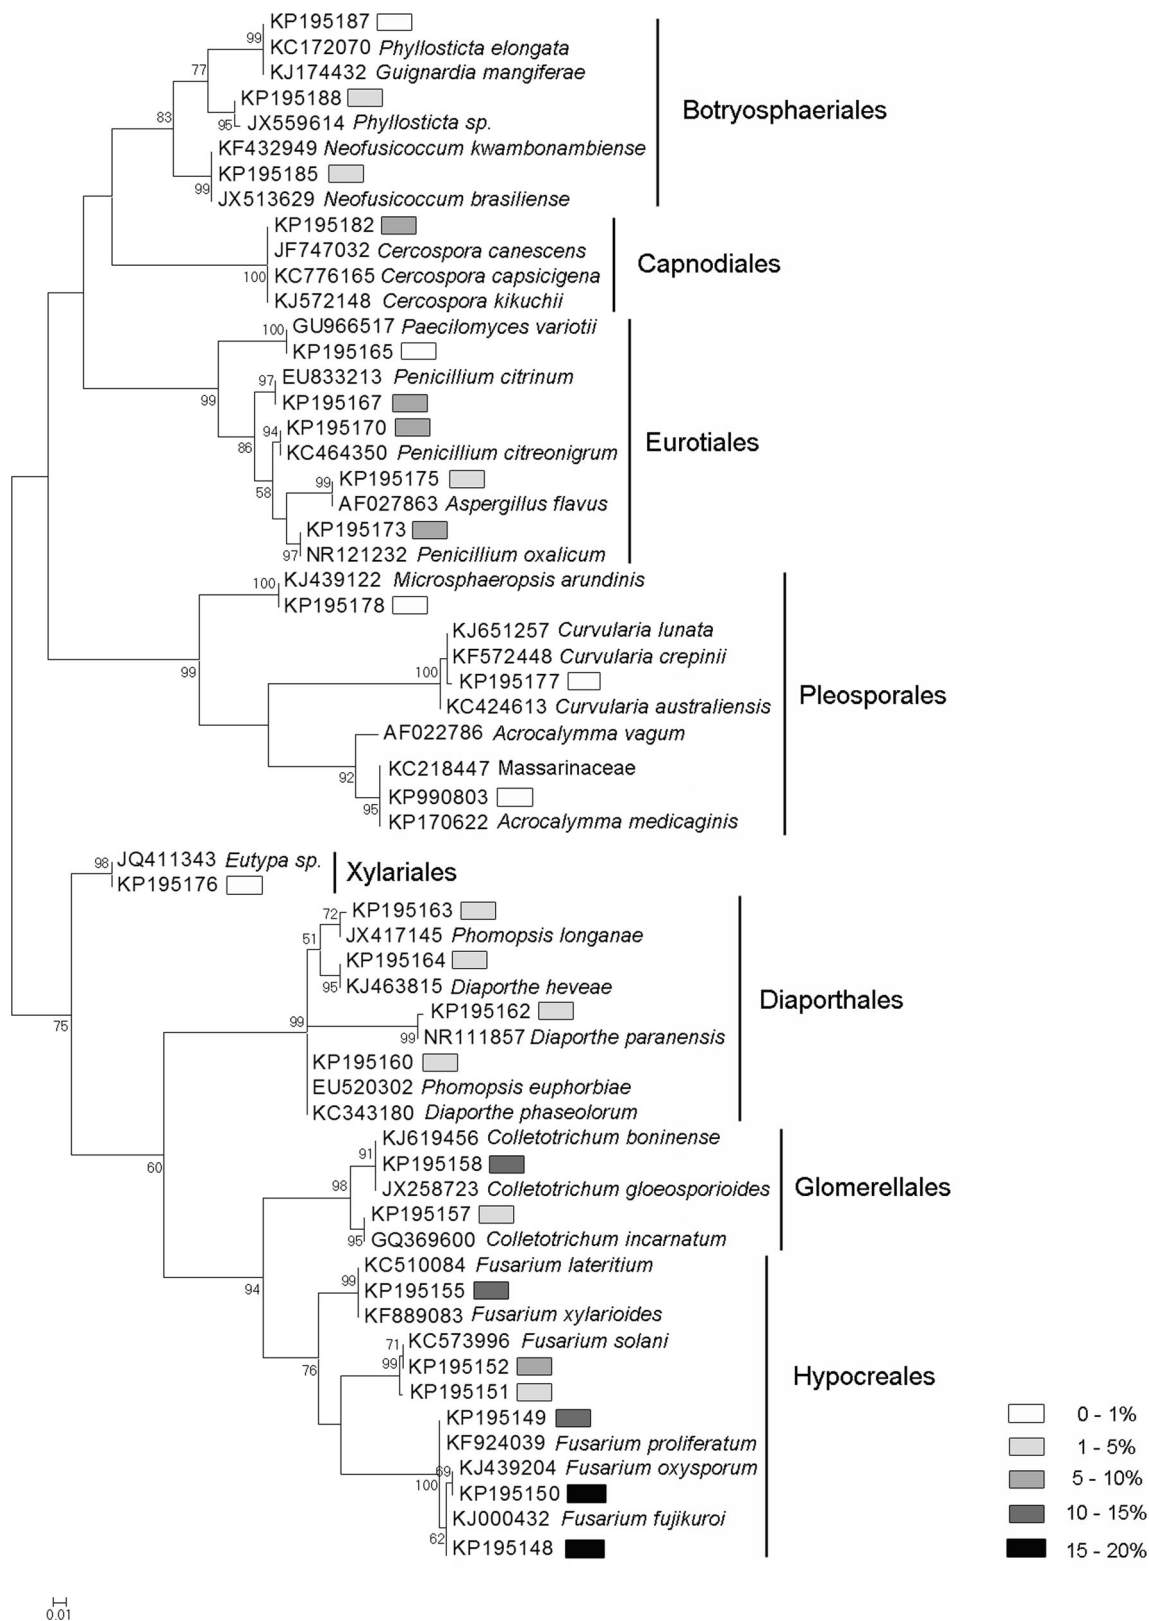 KP195187
99
KC172070 Phyllosticta elongata
77
KJ174432 Guignardia mangiferae
KP195188
Botryosphaeriales
83
95 JX559614 Phyllosticta sp.
KF432949 Neofusicoccum kwambonambiense
KP195185
99
JX513629 Neofusicoccum brasiliense
KP195182
JF747032 Cercospora canescens
Capnodiales
100 KC776165 Cercospora capsicigena
KJ572148 Cercospora kikuchii
100 GU966517 Paecilomyces variotii
KP195165
97 EU833213 Penicillium citrinum
99
KP195167
94 KP195170
86
Eurotiales
KC464350 Penicillium citreonigrum
99 KP195175
58
AF027863 Aspergillus flavus
KP195173
97 NR121232 Penicillium oxalicum
100 KJ439122 Microsphaeropsis arundinis
KP195178
KJ651257 Curvularia lunata
KF572448 Curvularia crepinii
99
100
KP195177
Pleosporales
KC424613 Curvularia australiensis
AF022786 Acrocalymma vagum
KC218447 Massarinaceae
92
KP990803
95
KP170622 Acrocalymma medicaginis
98 JQ411343 Eutypa sp.
Xylariales
KP195176
72 KP195163
51
JX417145 Phomopsis longanae
KP195164
95 KJ463815 Diaporthe heveae
Diaporthales
KP195162
75
99
99 NR111857 Diaporthe paranensis
KP195160
EU520302 Phomopsis euphorbiae
KC343180 Diaporthe phaseolorum
KJ619456 Colletotrichum boninense
91
60
KP195158
98
JX258723 Colletotrichum gloeosporioides
Glomerellales
KP195157
95 GQ369600 Colletotrichum incarnatum
KC510084 Fusarium lateritium
99
94
KP195155
KF889083 Fusarium xylarioides
71 KC573996 Fusarium solani
76
99 KP195152
Hypocreales
KP195151
KP195149
0 - 1%
KF924039 Fusarium proliferatum
1 - 5%
69 KJ439204 Fusarium oxysporum
5 - 10%
100
KP195150
10 - 15%
KJ000432 Fusarium fujikuroi
62
KP195148
15 - 20%
0.01